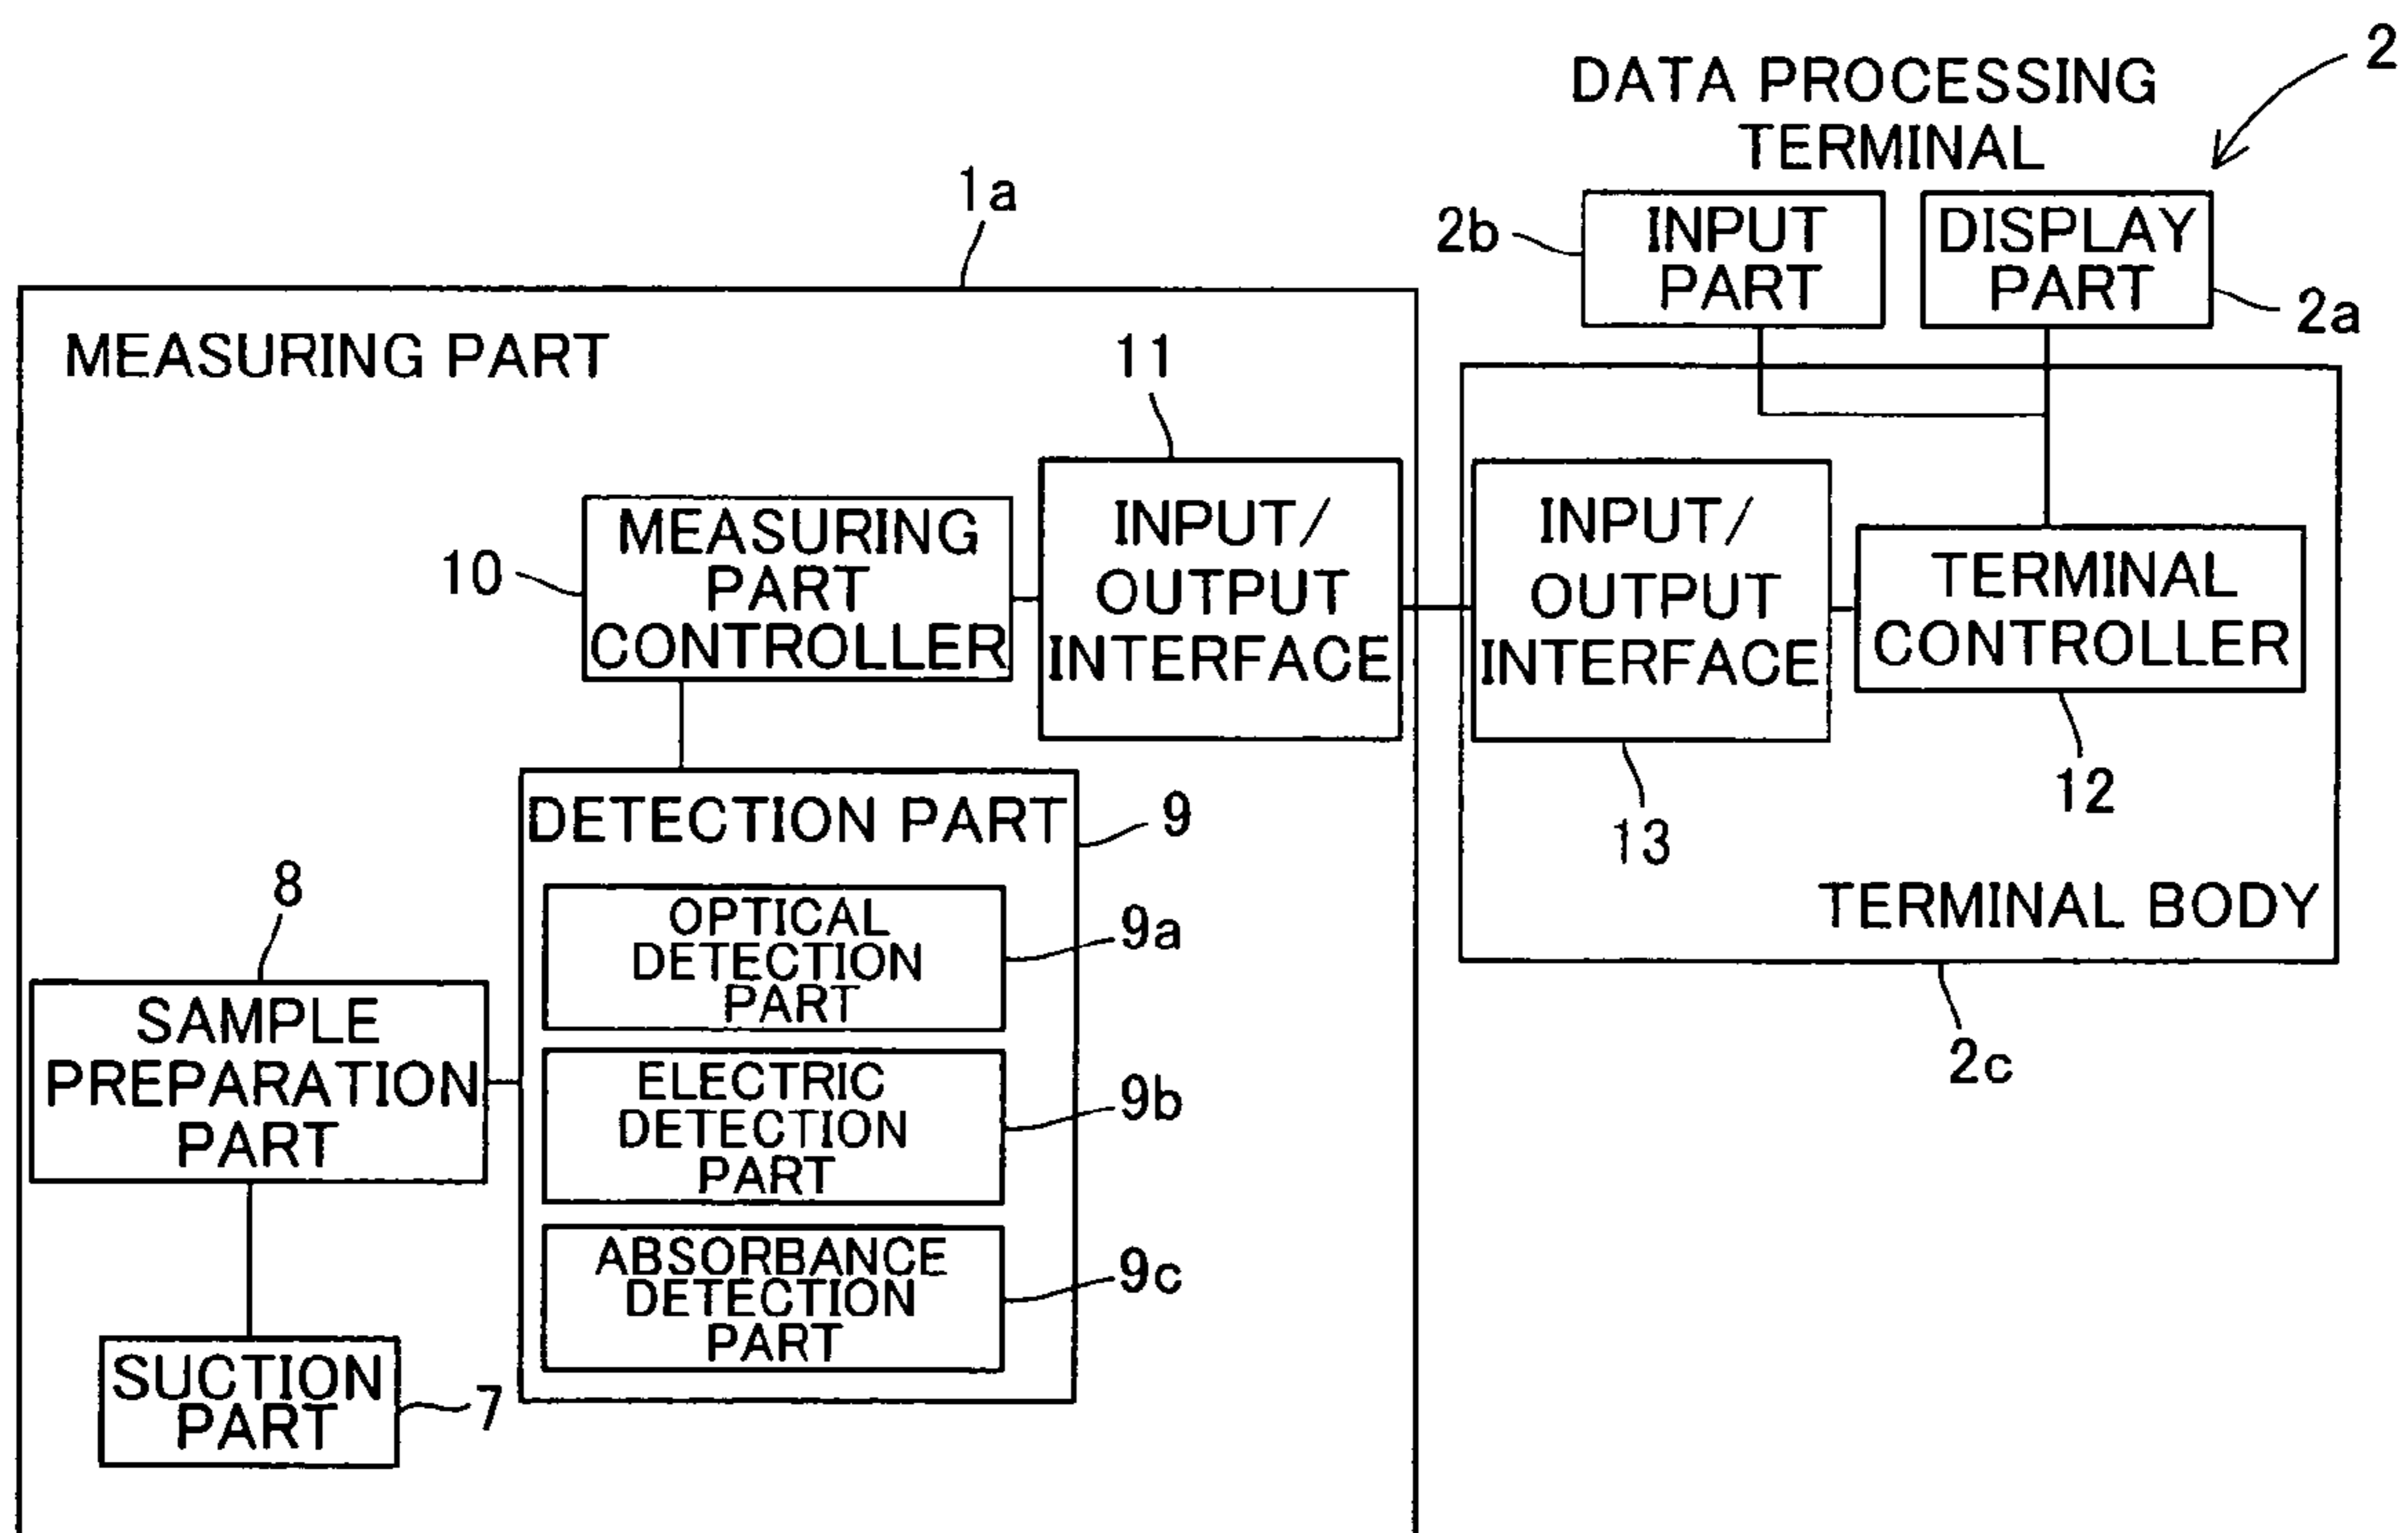 2
DATA PROCESSING
TERMINAL
1a
2b
INPUT
PART
DISPLAY
PART
2a
MEASURING PART
11
10
MEASURING
PART
CONTROLLER
INPUT/
OUTPUT
INTERFACE
INPUT/
OUTPUT
INTERFACE
TERMINAL
CONTROLLER
12
13
TERMINAL BODY
2c
DETECTION PART
9
OPTICAL
DETECTION
PART
9a
ELECTRIC
DETECTION
PART
9b
ABSORBANCE
DETECTION
PART
9c
8
SAMPLE
PREPARATION
PART
SUCTION
PART
7